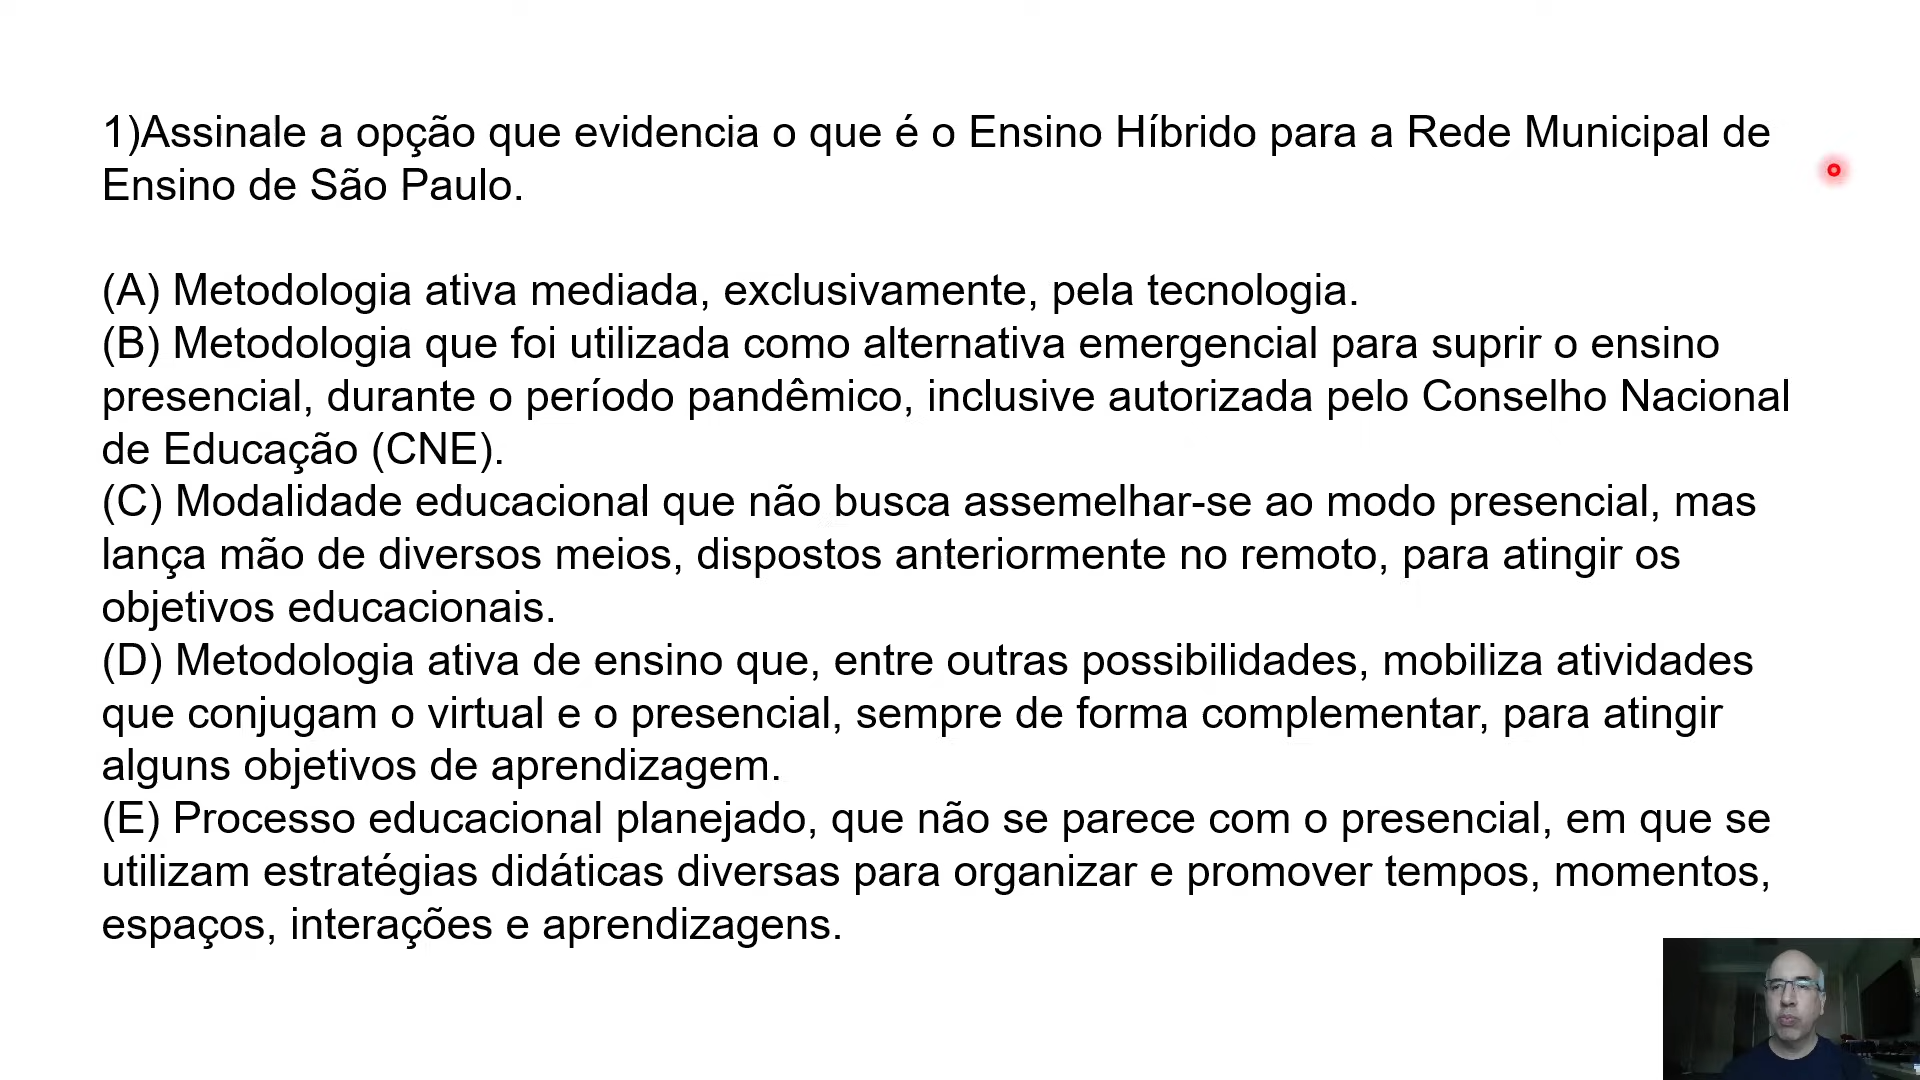 1)Assinale a opção que evidencia o que é o Ensino Híbrido para a Rede Municipal de
Ensino de São Paulo.
(A) Metodologia ativa mediada, exclusivamente, pela tecnologia.
(B) Metodologia que foi utilizada como alternativa emergencial para suprir o ensino
presencial, durante o período pandêmico, inclusive autorizada pelo Conselho Nacional
de Educação (CNE).
(C) Modalidade educacional que não busca assemelhar-se ao modo presencial, mas
lança mão de diversos meios, dispostos anteriormente no remoto, para atingir os
objetivos educacionais.
(D) Metodologia ativa de ensino que, entre outras possibilidades, mobiliza atividades
que conjugam o virtual e o presencial, sempre de forma complementar, para atingir
alguns objetivos de aprendizagem.
(E) Processo educacional planejado, que não se parece com o presencial, em que se
utilizam estratégias didáticas diversas para organizar e promover tempos, momentos,
espaços, interações e aprendizagens.